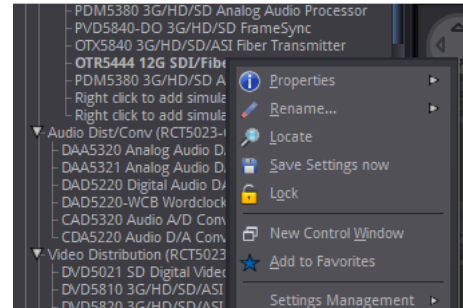 PDM5380 3G/HD/SD Analog Audio Processor
PVD5840-DO 3G/HD/SD FrameSync
OTX5840 3G/HD/SD/ASI Fiber Transmitter
OTR5444 12G SDI/Fibe
PDM5380 3G/HD/SD A
Right click to add simula
Right click to add simula
Audio Dist/Conv (RCT5023-
DAA5320 Analog Audio D
DAA5321 Analog Audio D
DAD5220 Digital Audio DA
DAD5220-WCB Wordclock
CAD5320 Audio A/D Conv
CDA5220 Audio D/A Conv
Video Distribution (RCT5023
DVD5021 SD Digital Video
DVD5810 3G/HD/SD/ASI
DVD5820 3G/HD/SD/ASI
Properties
Rename...
Locate
Save Settings now
Lock
New Control Window
Add to Favorites
Settings Management